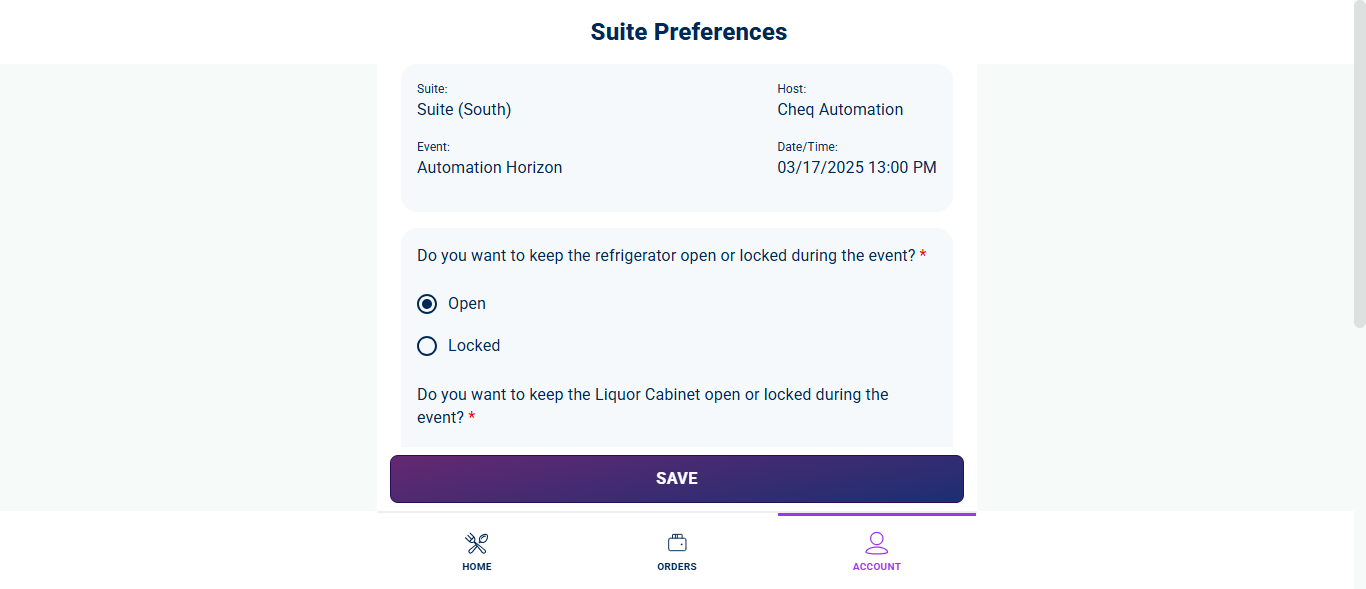 Suite Preferences
Suite:
Suite (South)
Host:
Cheq Automation
Event:
Automation Horizon
Date/Time:
03/17/2025 13:00 PM
Do you want to keep the refrigerator open or locked during the event? *
Open
Locked
Do you want to keep the Liquor Cabinet open or locked during the
event? *
SAVE
HOME
ORDERS
ACCOUNT